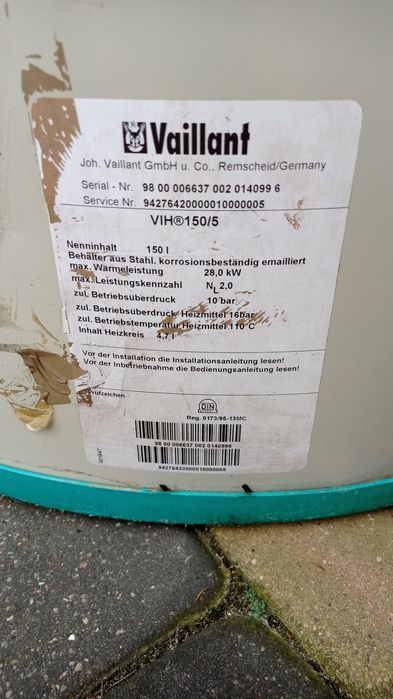 Vaillant
Joh. Vaillant GmbH u. Co., Remscheid/Germany
Serial - Nr. 98 00 006637 002 014099 6
Service Nr. 94276420000010000005
VIH®150/5
Nenninhalt 150 l
Behälter aus Stahl. korrosionsbeständig emailliert
max. Wärmeleistung 28,0 kW
max. Leistungskennzahl NL 2,0
zul. Betriebsüberdruck 10 bar
zul. Betriebsüberdruck Heizmittel 16bar
zul. Betriebstemperatur Heizmittel 110°C
Inhalt Heizkreis 4,7 l
Vor der Installation die Installationsanleitung lesen!
Vor der Inbetriebnahme die Bedienungsanleitung lesen!
DIN
Reg. 0173/95-13MC
98 00 006637 002 0140996
94276420000010000005